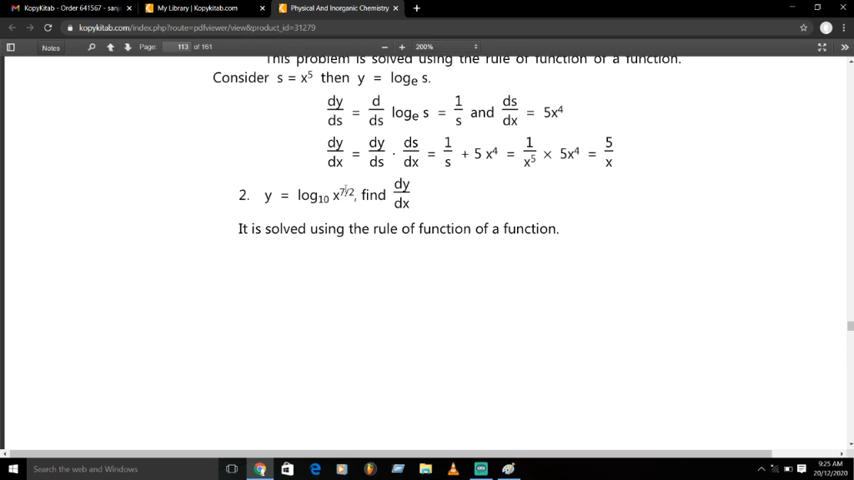 KopyKitab - Order 641567 - sanj
My Library | Kopykitab.com
Physical And Inorganic Chemistry
kopykitab.com/index.php?route=pdfviewer/view&product_id=31279
Notes
Page: 113 of 161
200%
This problem is solved using the rule of function of a function.
Consider s = x⁵ then y = logₑ s.
dy/ds = d/ds logₑ s = 1/s and ds/dx = 5x⁴
dy/dx = dy/ds · ds/dx = 1/s + 5 x⁴ = 1/x⁵ × 5x⁴ = 5/x
2. y = log₁₀ x^7/2, find dy/dx
It is solved using the rule of function of a function.
Search the web and Windows
9:25 AM
20/12/2020